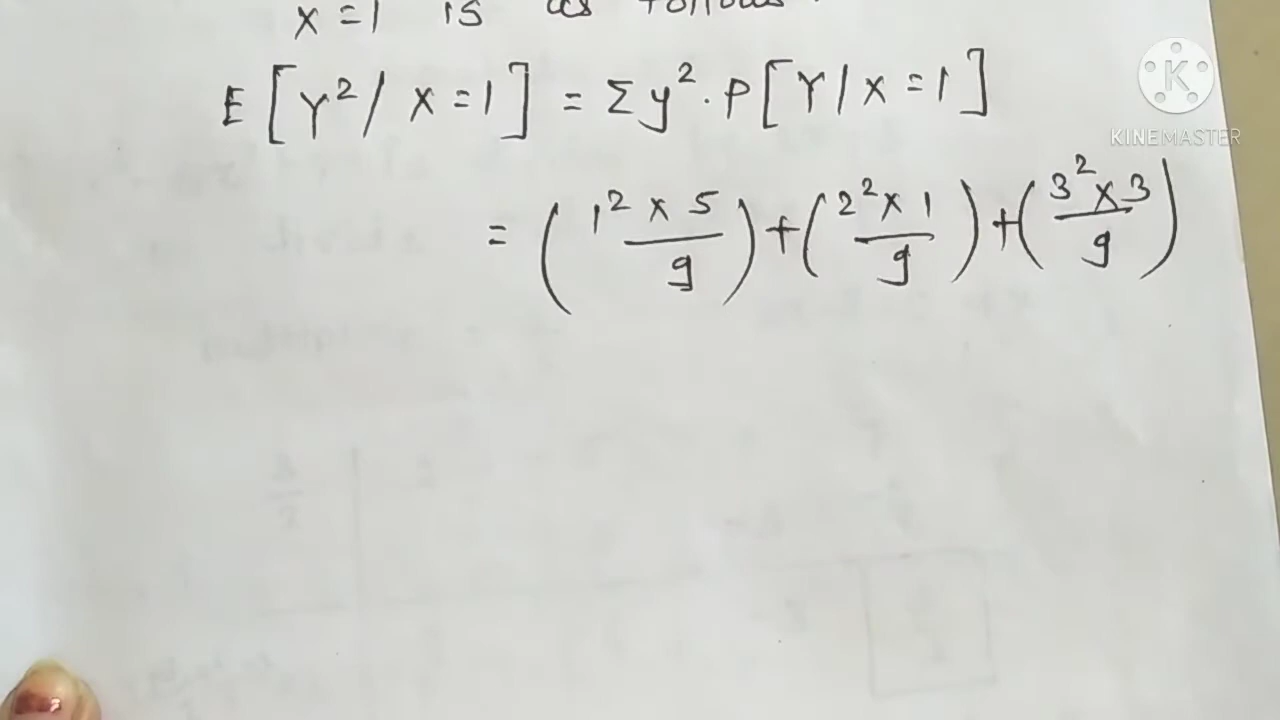 x = 1 is as follows
E [ Y² / X = 1 ] = Σ y² . P [ Y / X = 1 ]
= ( 1² × 5 / 9 ) + ( 2² × 1 / 9 ) + ( 3² × 3 / 9 )
K
KINEMASTER